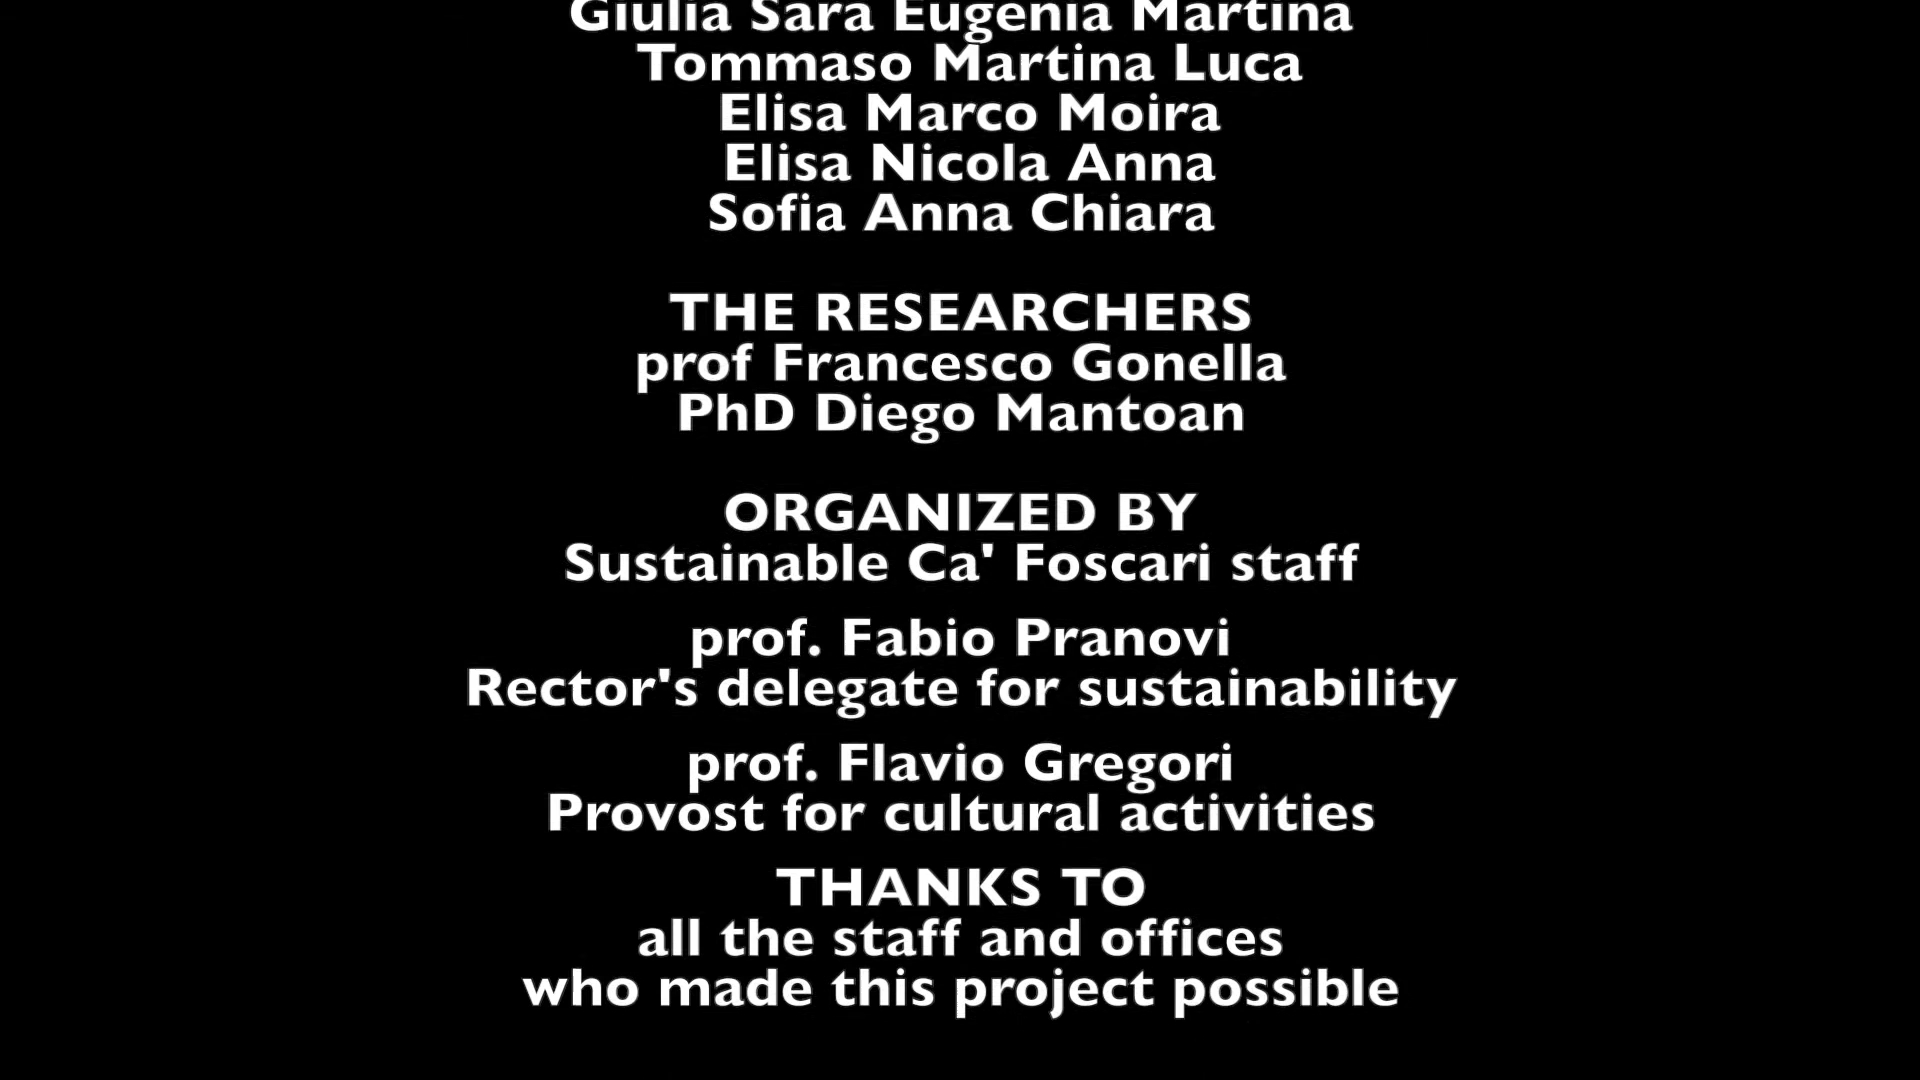 Giulia Sara Eugenia Martina
Tommaso Martina Luca
Elisa Marco Moira
Elisa Nicola Anna
Sofia Anna Chiara
THE RESEARCHERS
prof Francesco Gonella
PhD Diego Mantoan
ORGANIZED BY
Sustainable Ca' Foscari staff
prof. Fabio Pranovi
Rector's delegate for sustainability
prof. Flavio Gregori
Provost for cultural activities
THANKS TO
all the staff and offices
who made this project possible